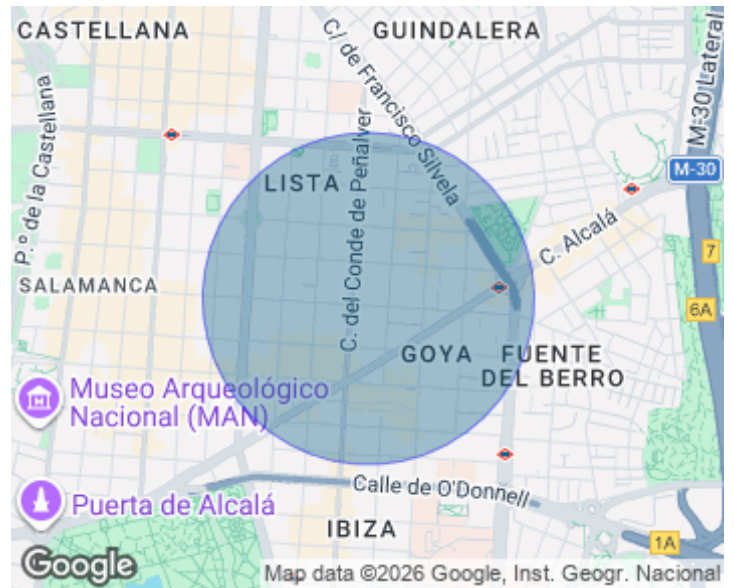 CASTELLANA
GUINDALERA
C/ de Francisco Silvela
M-30 Lateral
P.º de la Castellana
C. del Conde de Peñalver
LISTA
M-30
C. Alcalá
7
SALAMANCA
6A
GOYA
FUENTE
DEL BERRO
Museo Arqueológico
Nacional (MAN)
Calle de O'Donnell
Puerta de Alcalá
IBIZA
1A
Google
Map data ©2026 Google, Inst. Geogr. Nacional